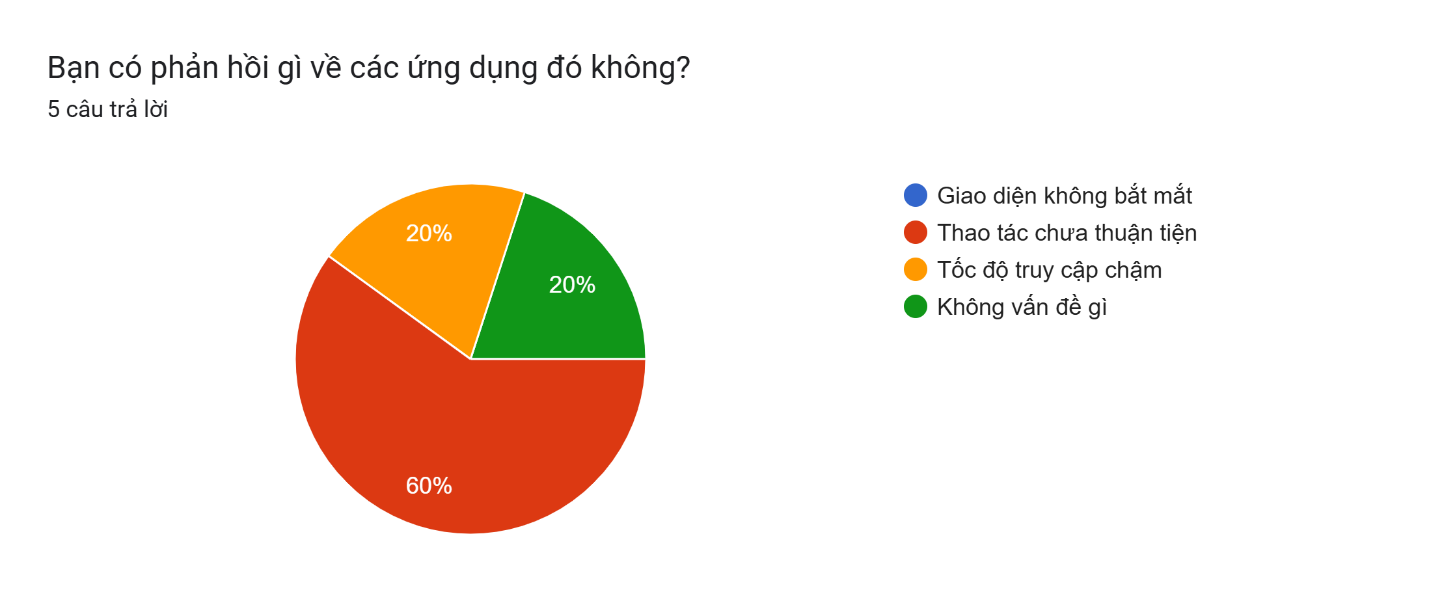 Bạn có phản hồi gì về các ứng dụng đó không?
5 câu trả lời
20%
20%
60%
Giao diện không bắt mắt
Thao tác chưa thuận tiện
Tốc độ truy cập chậm
Không vấn đề gì